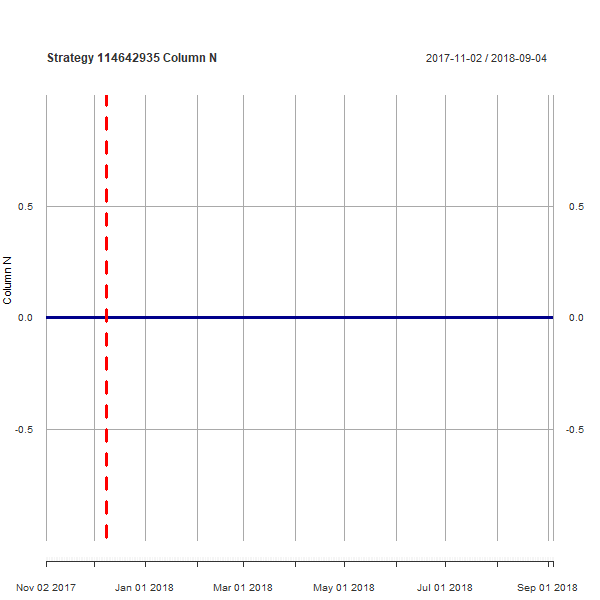 Strategy 114642935 Column N
2017-11-02 / 2018-09-04
0.5
0.5
Column N
0.0
0.0
-0.5
-0.5
Nov 02 2017
Jan 01 2018
Mar 01 2018
May 01 2018
Jul 01 2018
Sep 01 2018